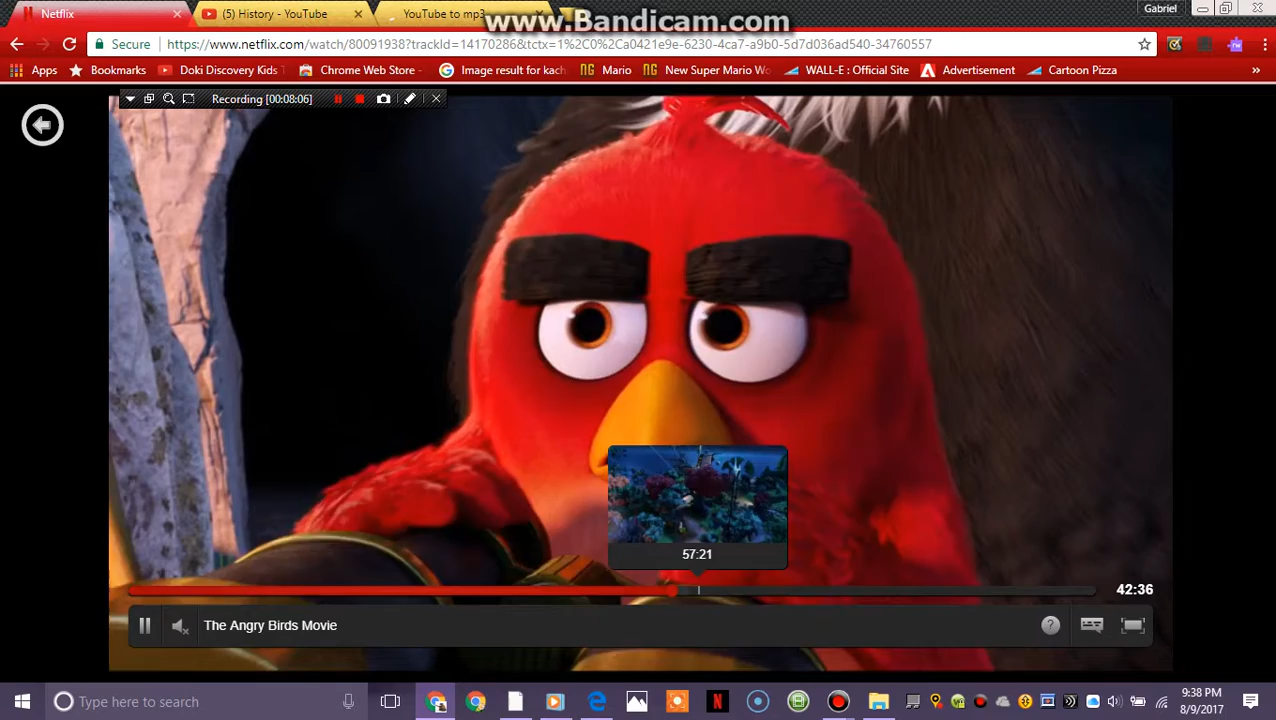 www.Bandicam.com
Netflix
(5) History - YouTube
YouTube to mp3
Gabriel
Secure
https://www.netflix.com/watch/80091938?trackId=14170286&tctx=1%2C0%2Ca0421e9e-6230-4ca7-a9b0-5d7d036ad540-34760557
Apps
Bookmarks
Doki Discovery Kids
Chrome Web Store -
Image result for kach
NG Mario
NG New Super Mario Wo
WALL-E : Official Site
Advertisement
Cartoon Pizza
»
Recording [00:08:06]
57:21
42:36
The Angry Birds Movie
?
Type here to search
9:38 PM
8/9/2017